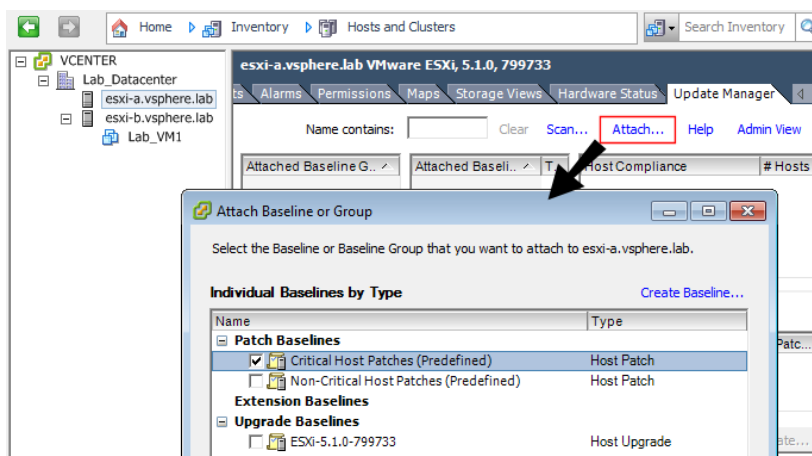 Home Inventory Hosts and Clusters Search Inventory
VCENTER
Lab_Datacenter
esxi-a.vsphere.lab
esxi-b.vsphere.lab
Lab_VM1
esxi-a.vsphere.lab VMware ESXi, 5.1.0, 799733
ts Alarms Permissions Maps Storage Views Hardware Status Update Manager
Name contains: Clear Scan... Attach... Help Admin View
Attached Baseline G.. Attached Baseli.. T.. Host Compliance # Hosts
Attach Baseline or Group
Select the Baseline or Baseline Group that you want to attach to esxi-a.vsphere.lab.
Individual Baselines by Type Create Baseline...
Name Type
Patch Baselines
Critical Host Patches (Predefined) Host Patch
Non-Critical Host Patches (Predefined) Host Patch
Extension Baselines
Upgrade Baselines
ESXi-5.1.0-799733 Host Upgrade
Patc...
ate...